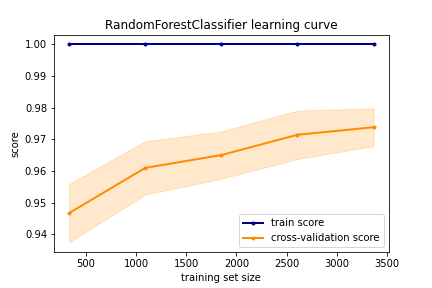 RandomForestClassifier learning curve
1.00
0.99
0.98
0.97
0.96
0.95
0.94
score
train score
cross-validation score
500 1000 1500 2000 2500 3000 3500
training set size